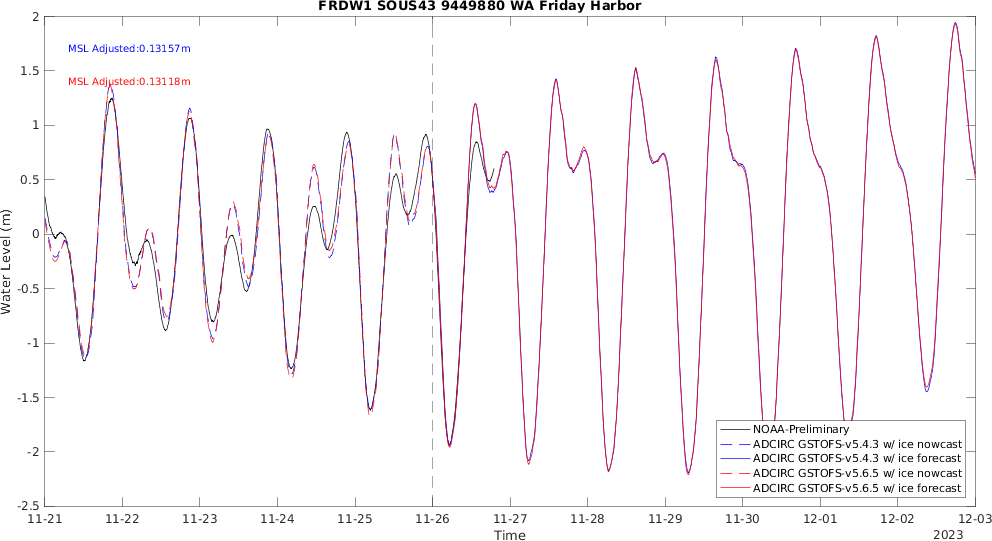 FRDW1 SOUS43 9449880 WA Friday Harbor
MSL Adjusted:0.13157m
MSL Adjusted:0.13118m
Water Level (m)
2
1.5
1
0.5
0
-0.5
-1
-1.5
-2
-2.5
NOAA-Preliminary
ADCIRC GSTOFS-v5.4.3 w/ ice nowcast
ADCIRC GSTOFS-v5.4.3 w/ ice forecast
ADCIRC GSTOFS-v5.6.5 w/ ice nowcast
ADCIRC GSTOFS-v5.6.5 w/ ice forecast
11-21 11-22 11-23 11-24 11-25 11-26 11-27 11-28 11-29 11-30 12-01 12-02 12-03
Time
2023